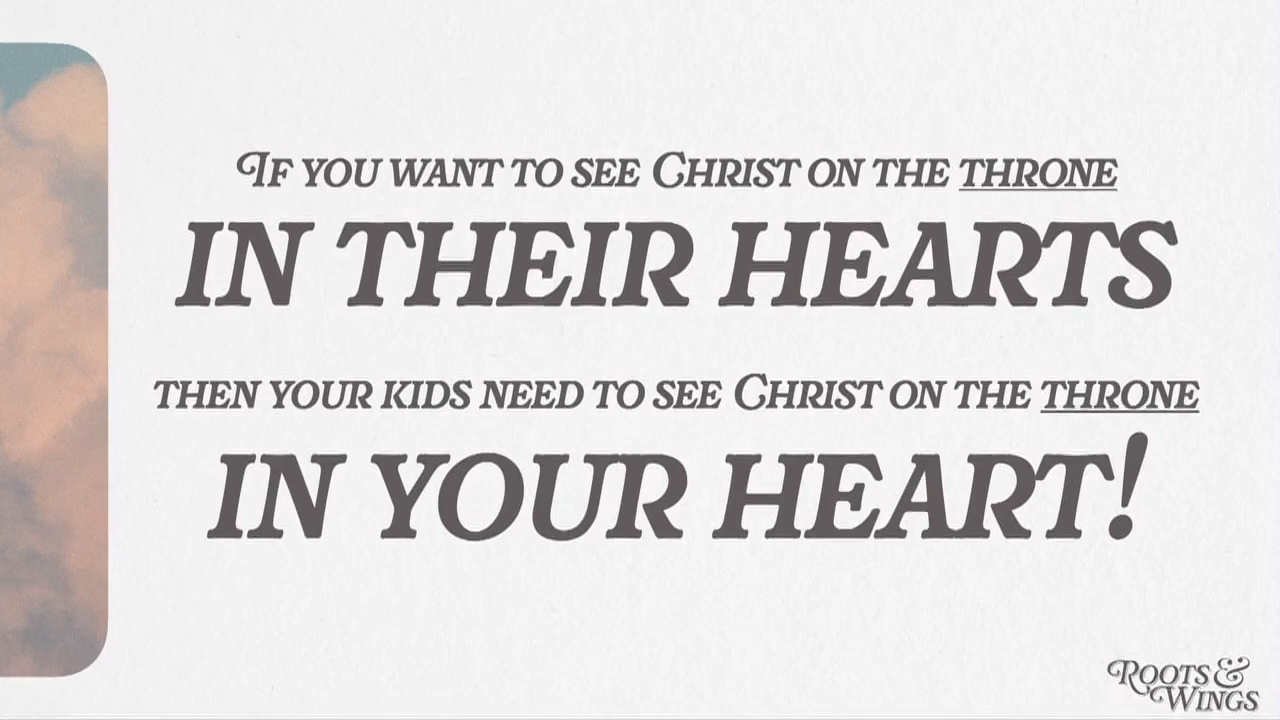 If you want to see Christ on the throne
in their hearts
then your kids need to see Christ on the throne
in your heart!
Roots &
Wings